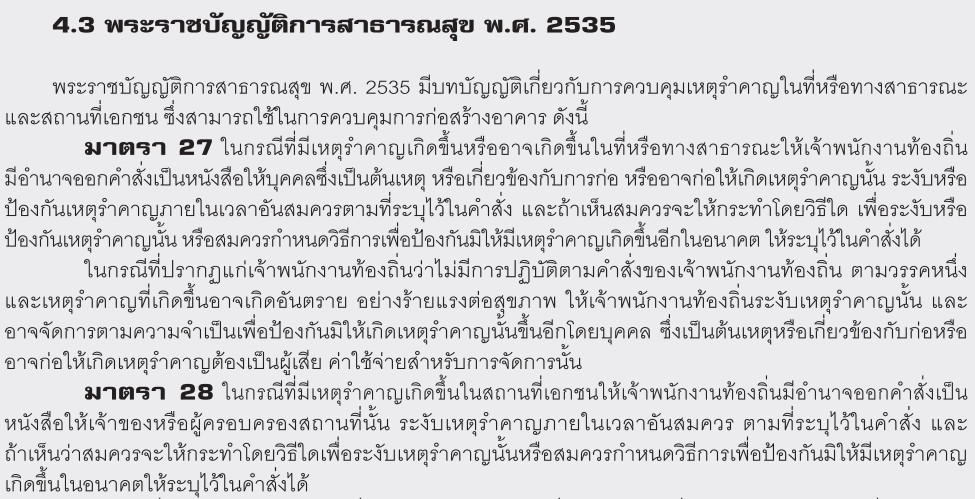 4.3 พระราชบัญญัติการสาธารณสุข พ.ศ. 2535
พระราชบัญญัติการสาธารณสุข พ.ศ. 2535 มีบทบัญญัติเกี่ยวกับการควบคุมเหตุรำคาญในที่หรือทางสาธารณะ
และสถานที่เอกชน ซึ่งสามารถใช้ในการควบคุมการก่อสร้างอาคาร ดังนี้
มาตรา 27 ในกรณีที่มีเหตุรำคาญเกิดขึ้นหรืออาจเกิดขึ้นในที่หรือทางสาธารณะให้เจ้าพนักงานท้องถิ่น
มีอำนาจออกคำสั่งเป็นหนังสือให้บุคคลซึ่งเป็นต้นเหตุ หรือเกี่ยวข้องกับการก่อ หรืออาจก่อให้เกิดเหตุรำคาญนั้น ระงับหรือ
ป้องกันเหตุรำคาญภายในเวลาอันสมควรตามที่ระบุไว้ในคำสั่ง และถ้าเห็นสมควรจะให้กระทำโดยวิธีใด เพื่อระงับหรือ
ป้องกันเหตุรำคาญนั้น หรือสมควรกำหนดวิธีการเพื่อป้องกันมิให้มีเหตุรำคาญเกิดขึ้นอีกในอนาคต ให้ระบุไว้ในคำสั่งได้
ในกรณีที่ปรากฏแก่เจ้าพนักงานท้องถิ่นว่าไม่มีการปฏิบัติตามคำสั่งของเจ้าพนักงานท้องถิ่น ตามวรรคหนึ่ง
และเหตุรำคาญที่เกิดขึ้นอาจเกิดอันตราย อย่างร้ายแรงต่อสุขภาพ ให้เจ้าพนักงานท้องถิ่นระงับเหตุรำคาญนั้น และ
อาจจัดการตามความจำเป็นเพื่อป้องกันมิให้เกิดเหตุรำคาญนั้นขึ้นอีกโดยบุคคล ซึ่งเป็นต้นเหตุหรือเกี่ยวข้องกับก่อหรือ
อาจก่อให้เกิดเหตุรำคาญต้องเป็นผู้เสีย ค่าใช้จ่ายสำหรับการจัดการนั้น
มาตรา 28 ในกรณีที่มีเหตุรำคาญเกิดขึ้นในสถานที่เอกชนให้เจ้าพนักงานท้องถิ่นมีอำนาจออกคำสั่งเป็น
หนังสือให้เจ้าของหรือผู้ครอบครองสถานที่นั้น ระงับเหตุรำคาญภายในเวลาอันสมควร ตามที่ระบุไว้ในคำสั่ง และ
ถ้าเห็นว่าสมควรจะให้กระทำโดยวิธีใดเพื่อระงับเหตุรำคาญนั้นหรือสมควรกำหนดวิธีการเพื่อป้องกันมิให้มีเหตุรำคาญ
เกิดขึ้นในอนาคตให้ระบุไว้ในคำสั่งได้